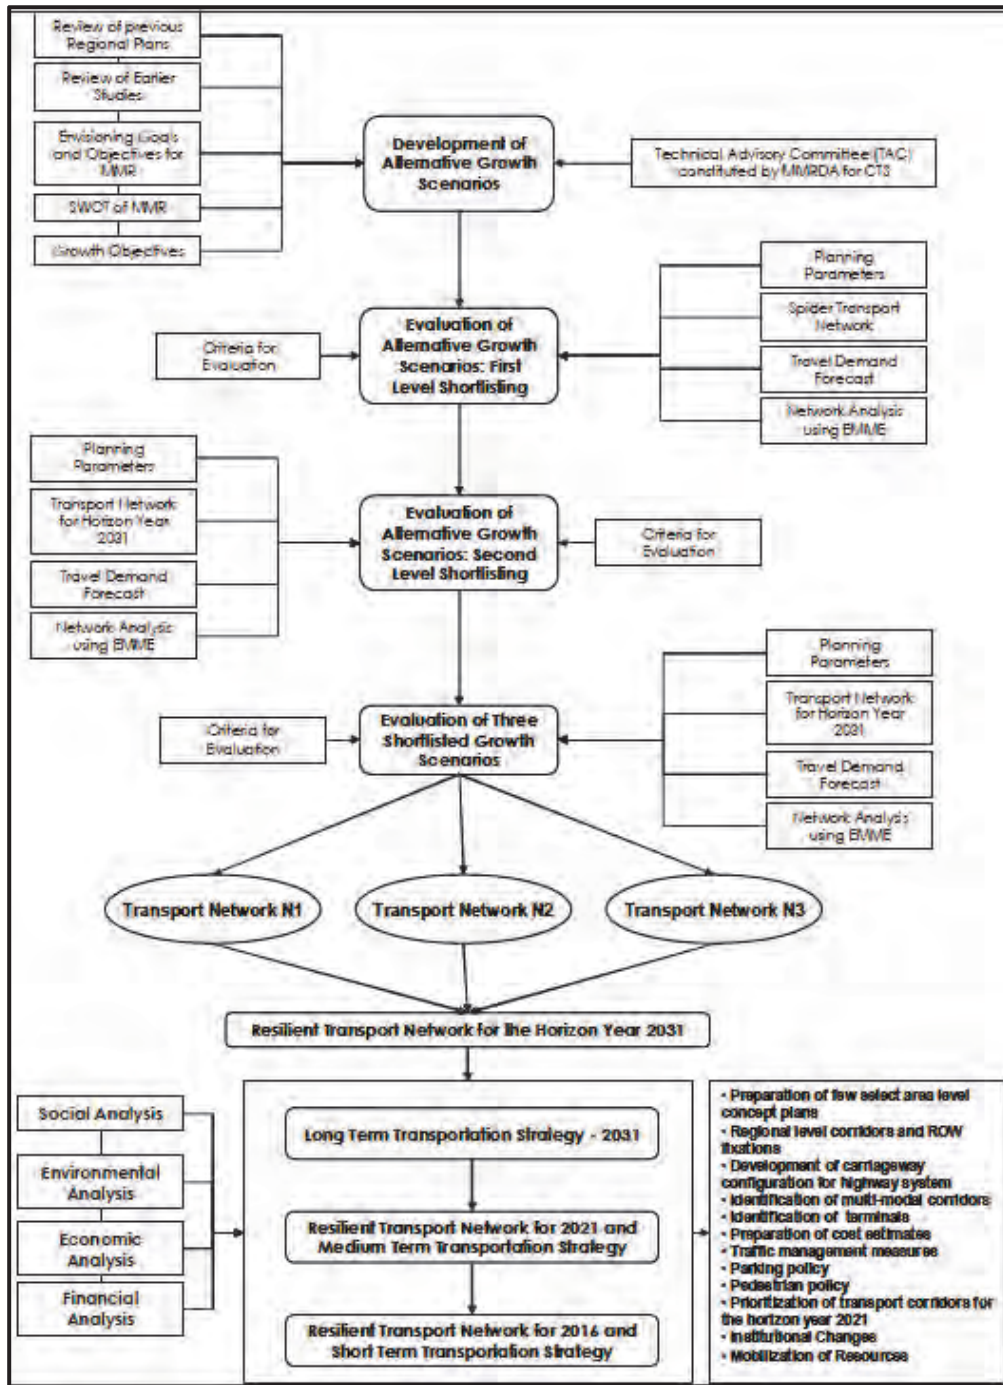 Review of previous
Regional Plans
Review of Earlier
Studies
Envisioning Goals
and Objectives for
MMR
SWOT of MMR
Growth Objectives
Development of
Alternative Growth
Scenarios
Technical Advisory Committee (TAC)
constituted by MMRDA for CTS
Planning
Parameters
Spider Transport
Network
Travel Demand
Forecast
Network Analysis
using EMME
Criteria for
Evaluation
Evaluation of
Alternative Growth
Scenarios: First
Level Shortlisting
Planning
Parameters
Transport Network
for Horizon Year
2031
Travel Demand
Forecast
Network Analysis
using EMME
Evaluation of
Alternative Growth
Scenarios: Second
Level Shortlisting
Criteria for
Evaluation
Criteria for
Evaluation
Evaluation of Three
Shortlisted Growth
Scenarios
Planning
Parameters
Transport Network
for Horizon Year
2031
Travel Demand
Forecast
Network Analysis
using EMME
Transport Network N1
Transport Network N2
Transport Network N3
Resilient Transport Network for the Horizon Year 2031
Social Analysis
Environmental
Analysis
Economic
Analysis
Financial
Analysis
Long Term Transportation Strategy - 2031
Resilient Transport Network for 2021 and
Medium Term Transportation Strategy
Resilient Transport Network for 2016 and
Short Term Transportation Strategy
• Preparation of few select area level
concept plans
• Regional level corridors and ROW
fixations
• Development of carriageway
configuration for highway system
• Identification of multi-modal corridors
• Identification of terminals
• Preparation of cost estimates
• Traffic management measures
• Parking policy
• Pedestrian policy
• Prioritization of transport corridors for
the horizon year 2021
• Institutional Changes
• Mobilization of Resources